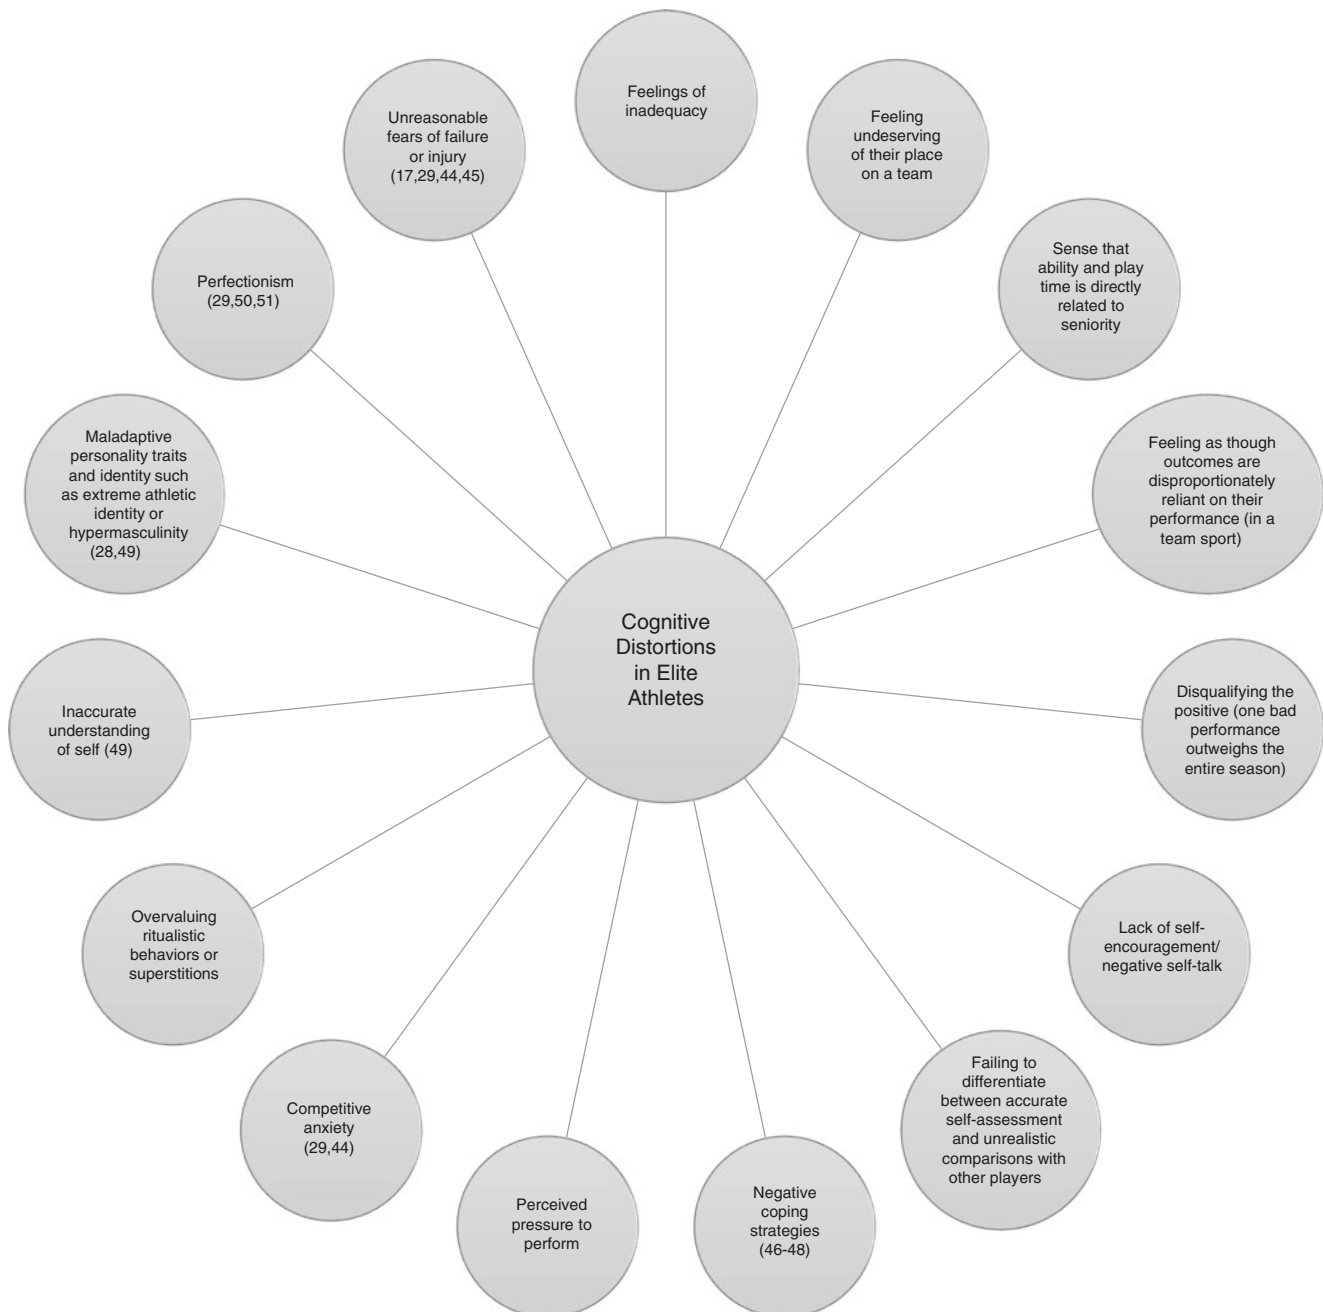 Feelings of
inadequacy
Feeling
undeserving
of their place
on a team
Sense that
ability and play
time is directly
related to
seniority
Feeling as though
outcomes are
disproportionately
reliant on their
performance (in a
team sport)
Disqualifying the
positive (one bad
performance
outweighs the
entire season)
Lack of self-
encouragement/
negative self-talk
Failing to
differentiate
between accurate
self-assessment
and unrealistic
comparisons with
other players
Negative
coping
strategies
(46-48)
Perceived
pressure to
perform
Competitive
anxiety
(29,44)
Overvaluing
ritualistic
behaviors or
superstitions
Inaccurate
understanding
of self (49)
Maladaptive
personality traits
and identity such
as extreme athletic
identity or
hypermasculinity
(28,49)
Perfectionism
(29,50,51)
Unreasonable
fears of failure
or injury
(17,29,44,45)
Cognitive
Distortions
in Elite
Athletes